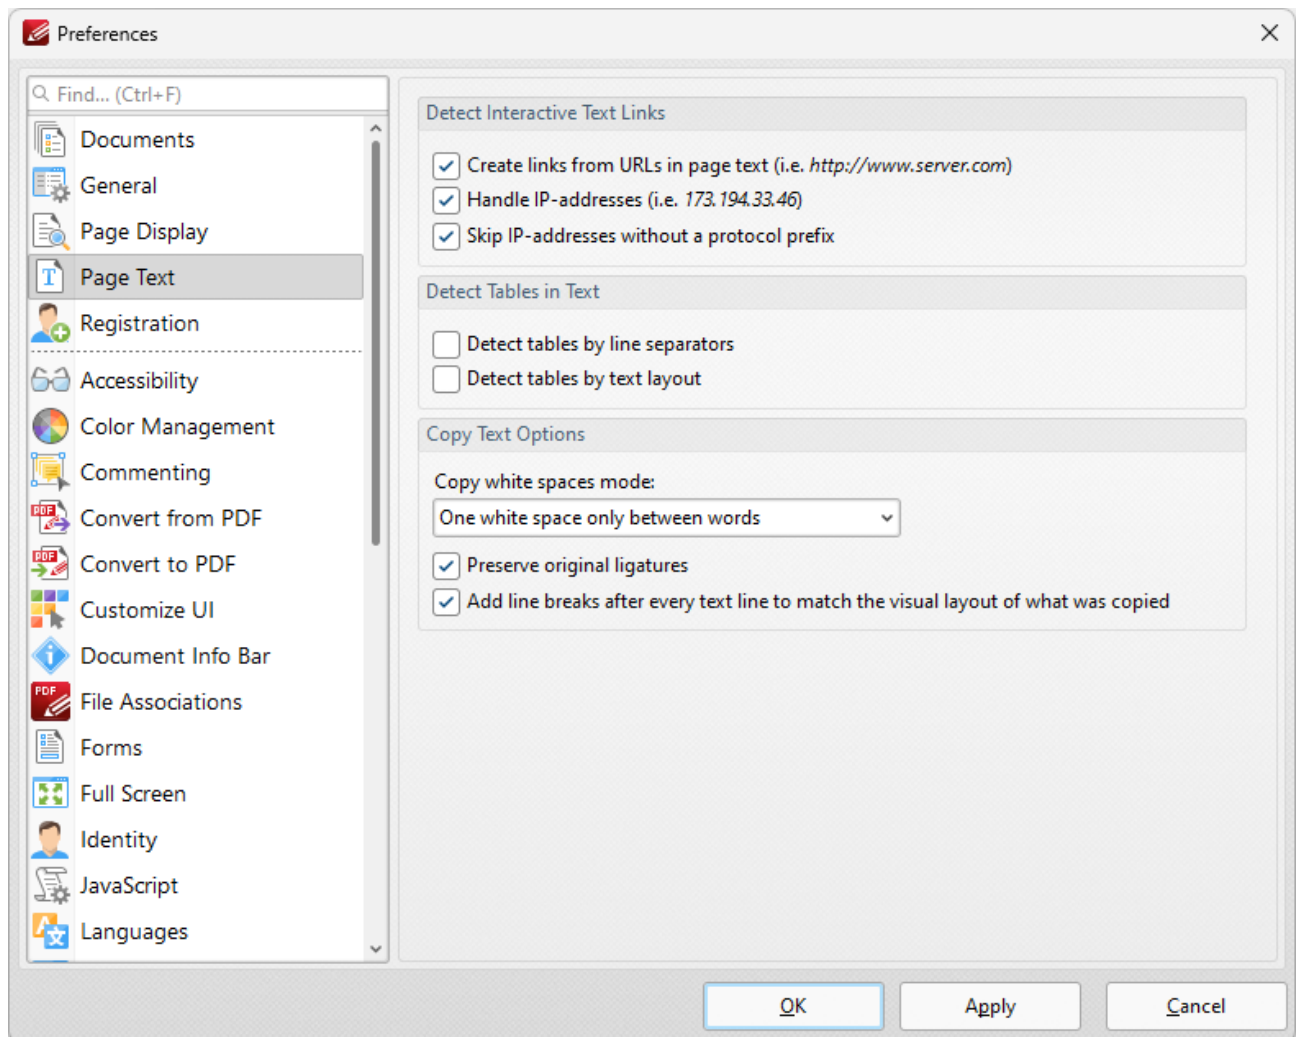 Preferences
Find... (Ctrl+F)
Documents
General
Page Display
Page Text
Registration
Accessibility
Color Management
Commenting
Convert from PDF
Convert to PDF
Customize UI
Document Info Bar
File Associations
Forms
Full Screen
Identity
JavaScript
Languages
Detect Interactive Text Links
Create links from URLs in page text (i.e. http://www.server.com)
Handle IP-addresses (i.e. 173.194.33.46)
Skip IP-addresses without a protocol prefix
Detect Tables in Text
Detect tables by line separators
Detect tables by text layout
Copy Text Options
Copy white spaces mode:
One white space only between words
Preserve original ligatures
Add line breaks after every text line to match the visual layout of what was copied
OK
Apply
Cancel